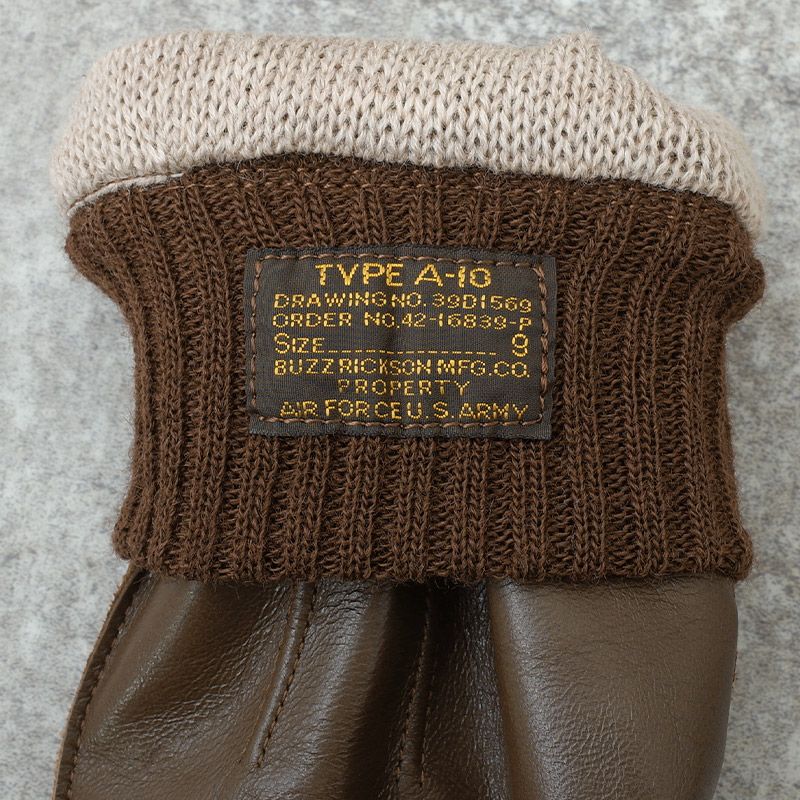 TYPE A-10
DRAWING NO. 39D1569
ORDER NO. 42-16839-P
SIZE 9
BUZZ RICKSON MFG. CO.
PROPERTY
AIR FORCE U.S. ARMY